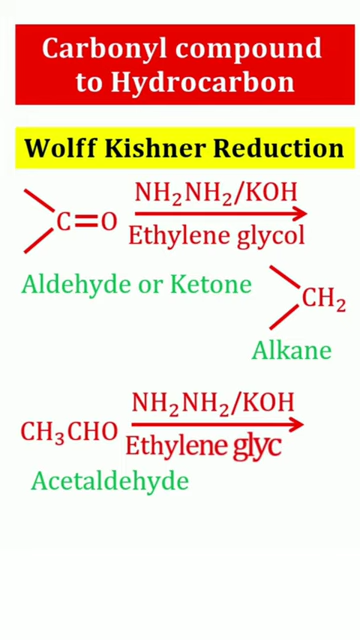 Carbonyl compound
to Hydrocarbon
Wolff Kishner Reduction
NH₂NH₂/KOH
C=O
Ethylene glycol
Aldehyde or Ketone
CH₂
Alkane
NH₂NH₂/KOH
CH₃CHO
Ethylene glyc
Acetaldehyde